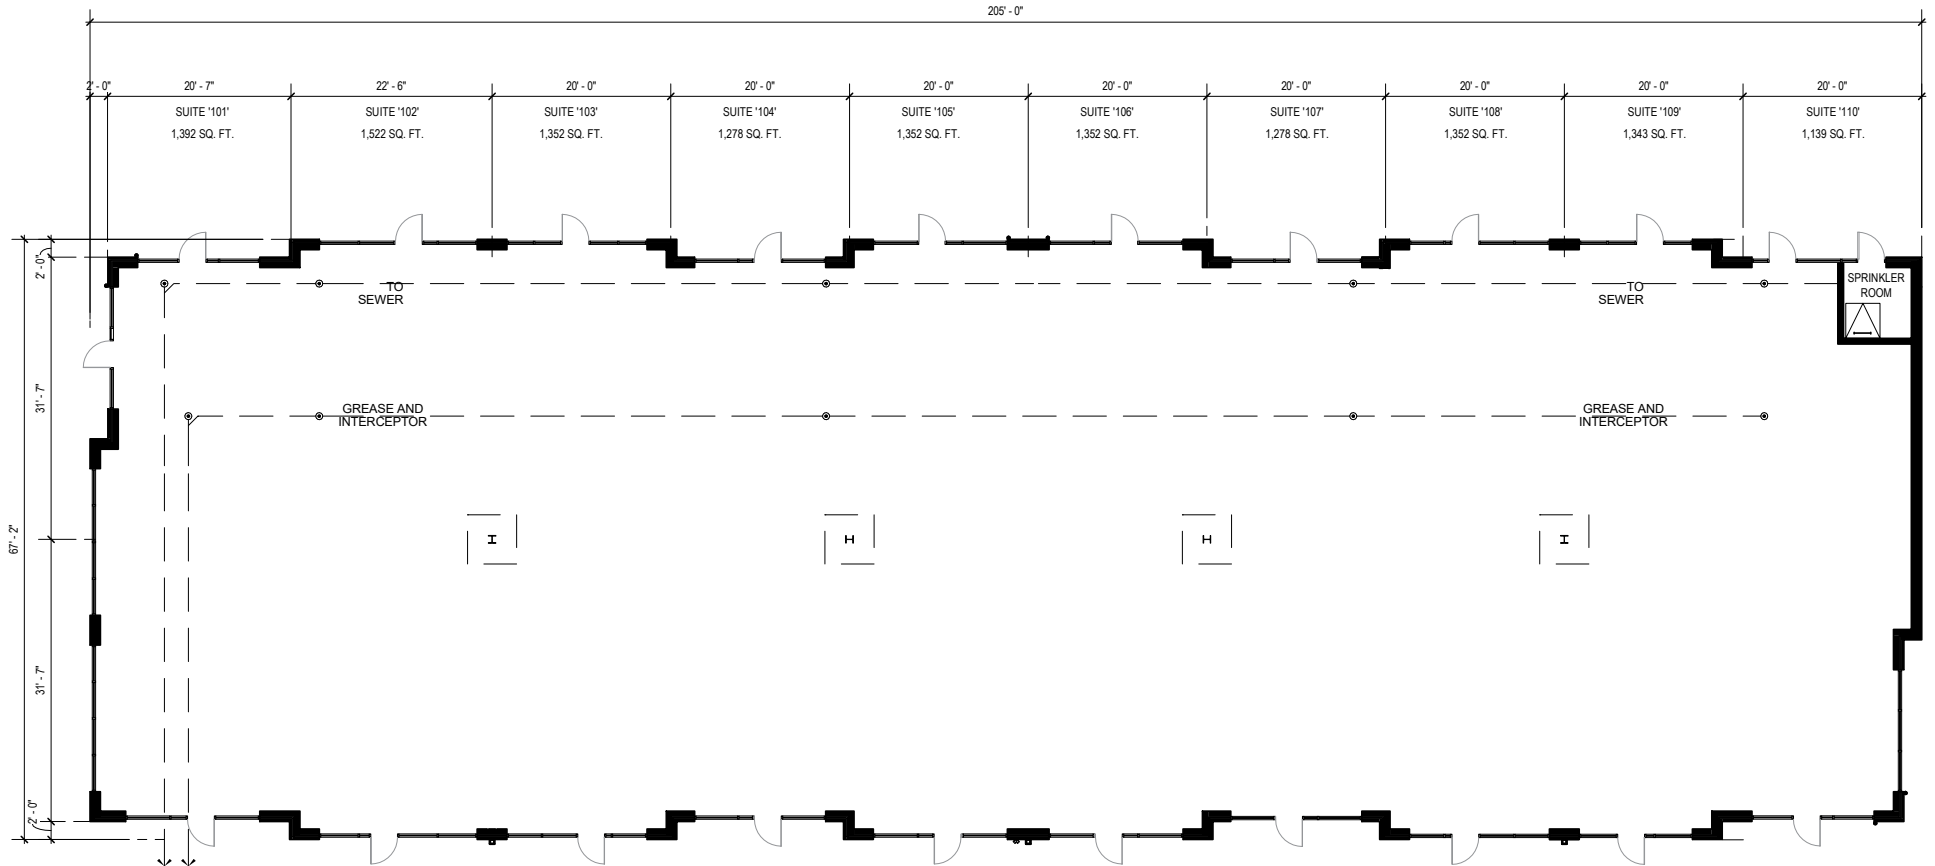 205' - 0"
2' - 0"
20' - 7"
22' - 6"
20' - 0"
20' - 0"
20' - 0"
20' - 0"
20' - 0"
20' - 0"
20' - 0"
20' - 0"
SUITE '101'
1,392 SQ. FT.
SUITE '102'
1,522 SQ. FT.
SUITE '103'
1,352 SQ. FT.
SUITE '104'
1,278 SQ. FT.
SUITE '105'
1,352 SQ. FT.
SUITE '106'
1,352 SQ. FT.
SUITE '107'
1,278 SQ. FT.
SUITE '108'
1,352 SQ. FT.
SUITE '109'
1,343 SQ. FT.
SUITE '110'
1,139 SQ. FT.
2' - 0"
31' - 7"
67' - 2"
31' - 7"
2' - 0"
TO
SEWER
TO
SEWER
SPRINKLER
ROOM
GREASE AND
INTERCEPTOR
GREASE AND
INTERCEPTOR